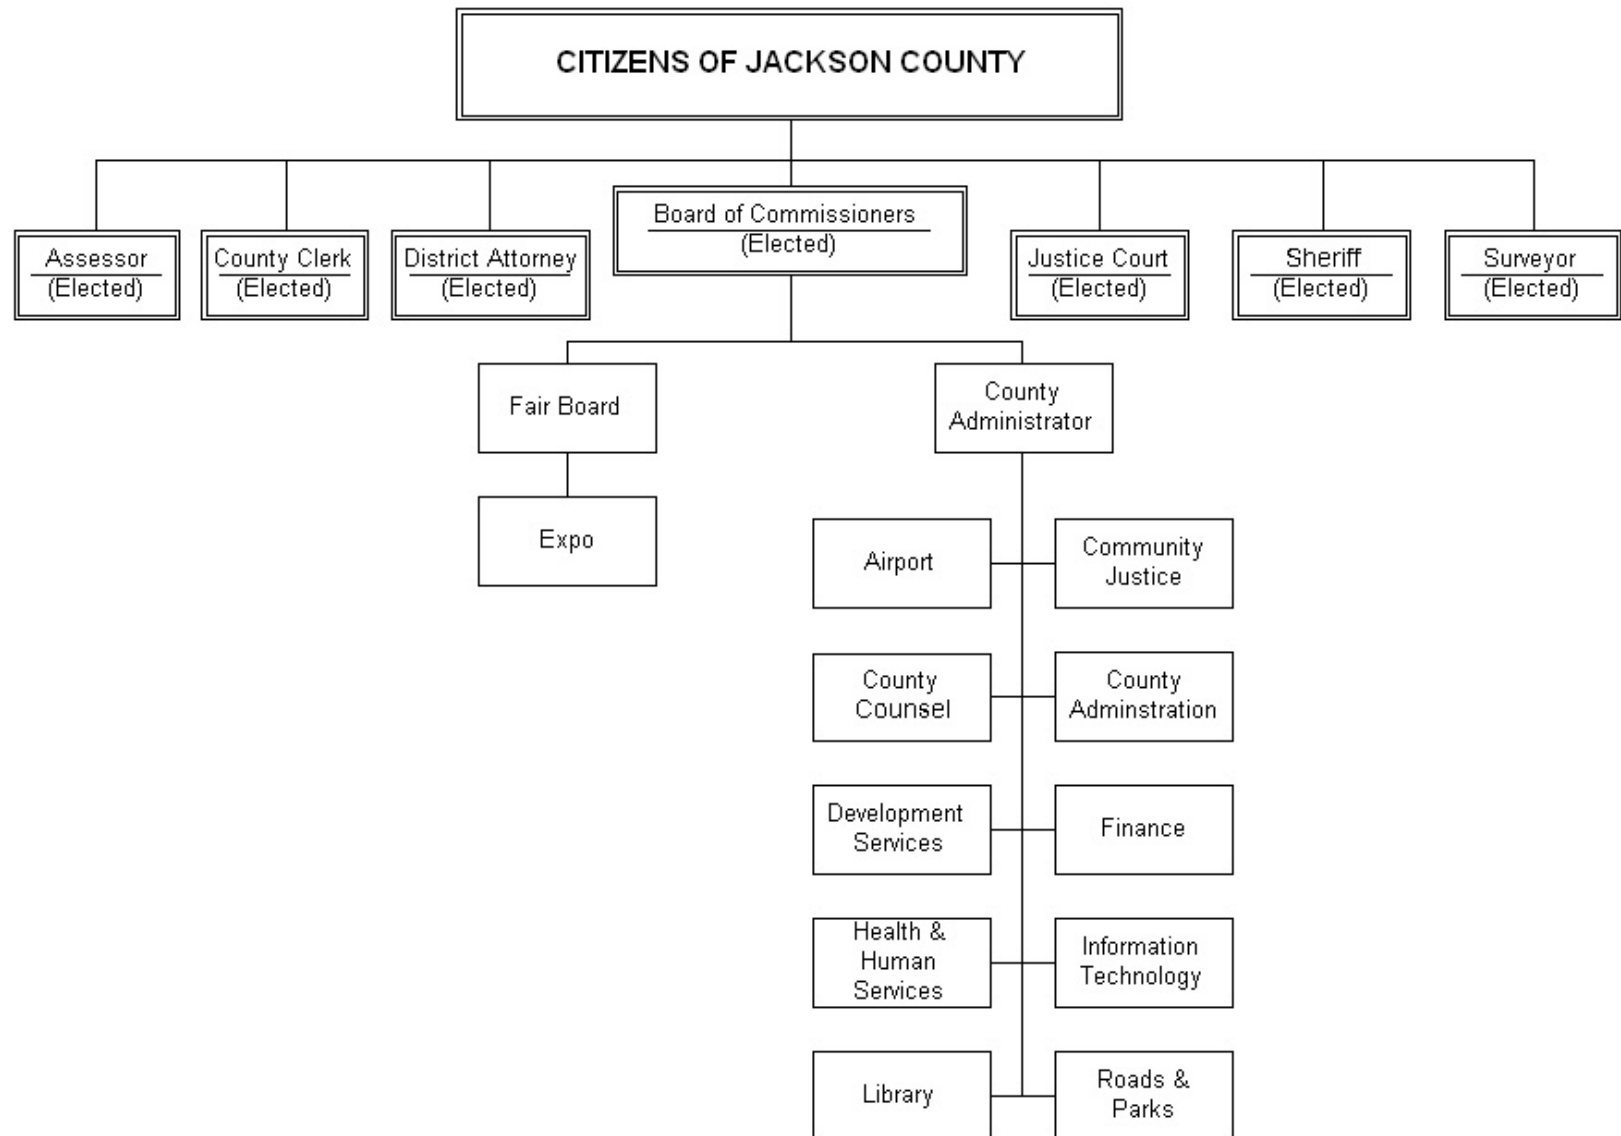 CITIZENS OF JACKSON COUNTY
Assessor
(Elected)
County Clerk
(Elected)
District Attorney
(Elected)
Board of Commissioners
(Elected)
Justice Court
(Elected)
Sheriff
(Elected)
Surveyor
(Elected)
Fair Board
County
Administrator
Expo
Airport
Community
Justice
County
Counsel
County
Adminstration
Development
Services
Finance
Health &
Human
Services
Information
Technology
Library
Roads &
Parks